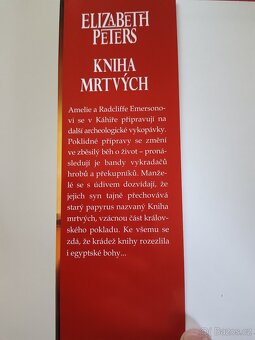 ELIZABETH
PETERS
KNIHA
MRTVÝCH
Amelie a Radcliffe Emersono-
vi se v Káhiře připravují na
další archeologické vykopávky.
Poklidné přípravy se změní
ve zběsilý běh o život – proná-
sledují je bandy vykradačů
hrobů a překupníků. Manže-
lé se s údivem dozvídají, že
jejich syn tajně přechovává
starý papyrus nazvaný Kniha
mrtvých, vzácnou část králov-
ského pokladu. Ke všemu se
zdá, že krádež knihy rozezlila
i egyptské bohy...
Sbazar.cz